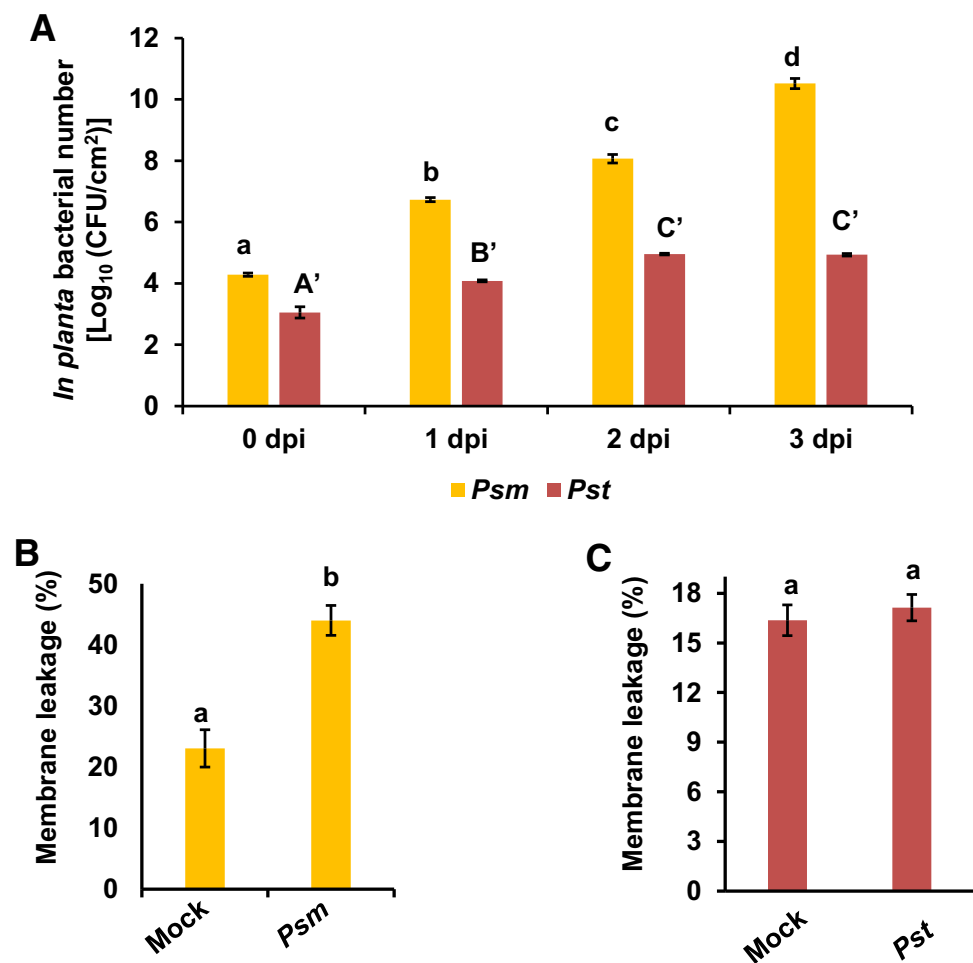 A
In planta bacterial number
[Log₁₀ (CFU/cm²)]
12
10
8
6
4
2
0
a
A’
b
B’
c
C’
d
C’
0 dpi
1 dpi
2 dpi
3 dpi
Psm
Pst
B
Membrane leakage (%)
50
40
30
20
10
0
a
b
Mock
Psm
C
Membrane leakage (%)
18
15
12
9
6
3
0
a
a
Mock
Pst